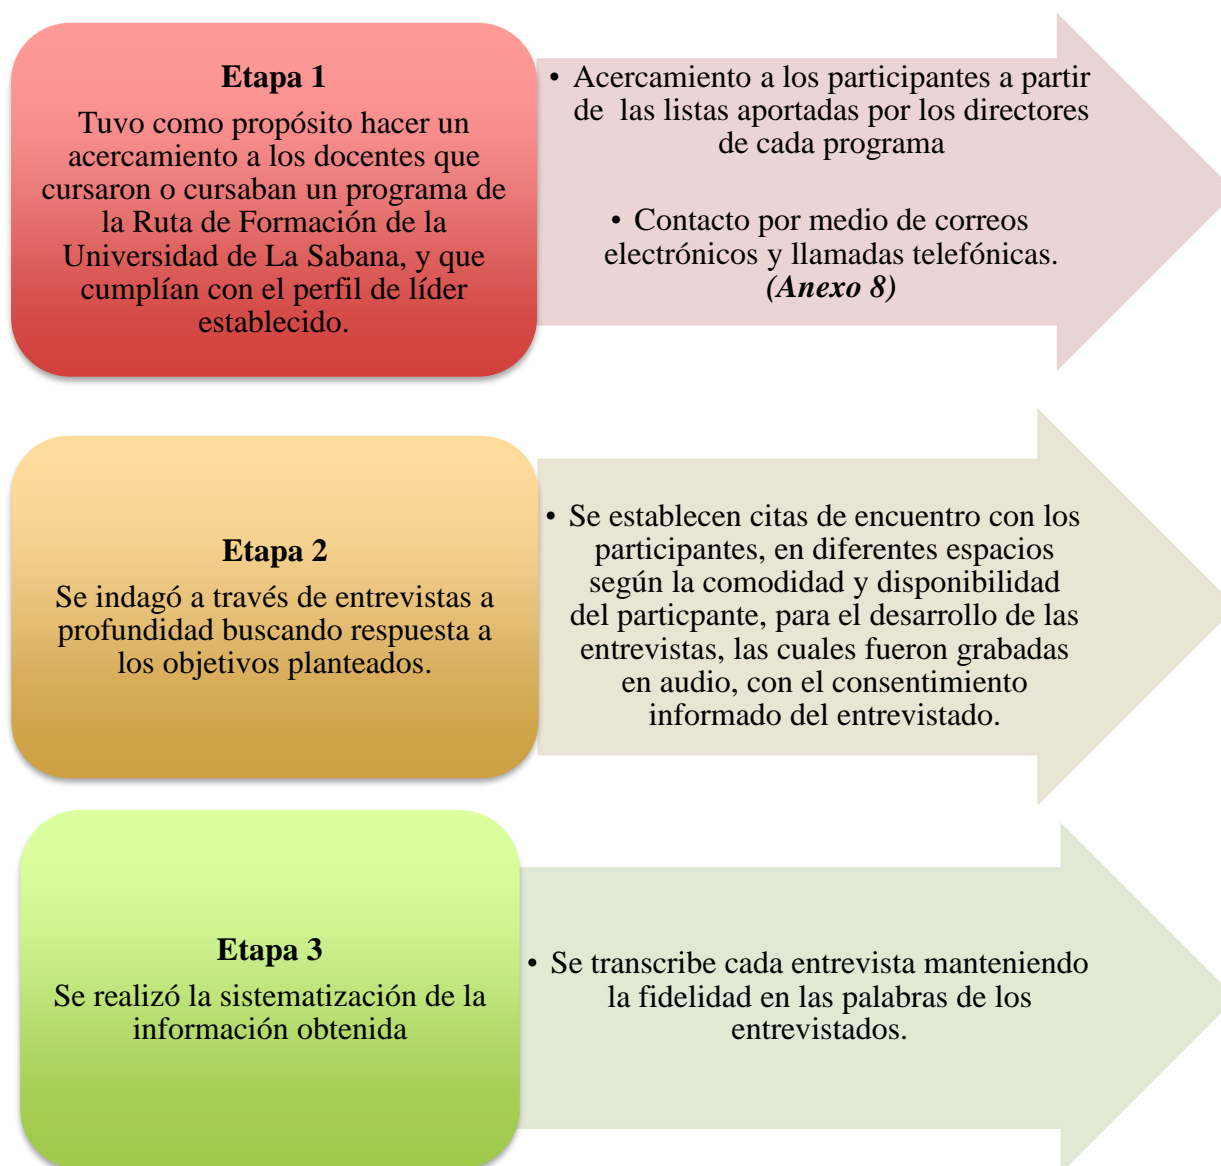 Etapa 1
Tuvo como propósito hacer un
acercamiento a los docentes que
cursaron o cursaban un programa de
la Ruta de Formación de la
Universidad de La Sabana, y que
cumplían con el perfil de líder
establecido.
• Acercamiento a los participantes a partir
de las listas aportadas por los directores
de cada programa
• Contacto por medio de correos
electrónicos y llamadas telefónicas.
(Anexo 8)
Etapa 2
Se indagó a través de entrevistas a
profundidad buscando respuesta a
los objetivos planteados.
• Se establecen citas de encuentro con los
participantes, en diferentes espacios
según la comodidad y disponibilidad
del particpante, para el desarrollo de las
entrevistas, las cuales fueron grabadas
en audio, con el consentimiento
informado del entrevistado.
Etapa 3
Se realizó la sistematización de la
información obtenida
• Se transcribe cada entrevista manteniendo
la fidelidad en las palabras de los
entrevistados.